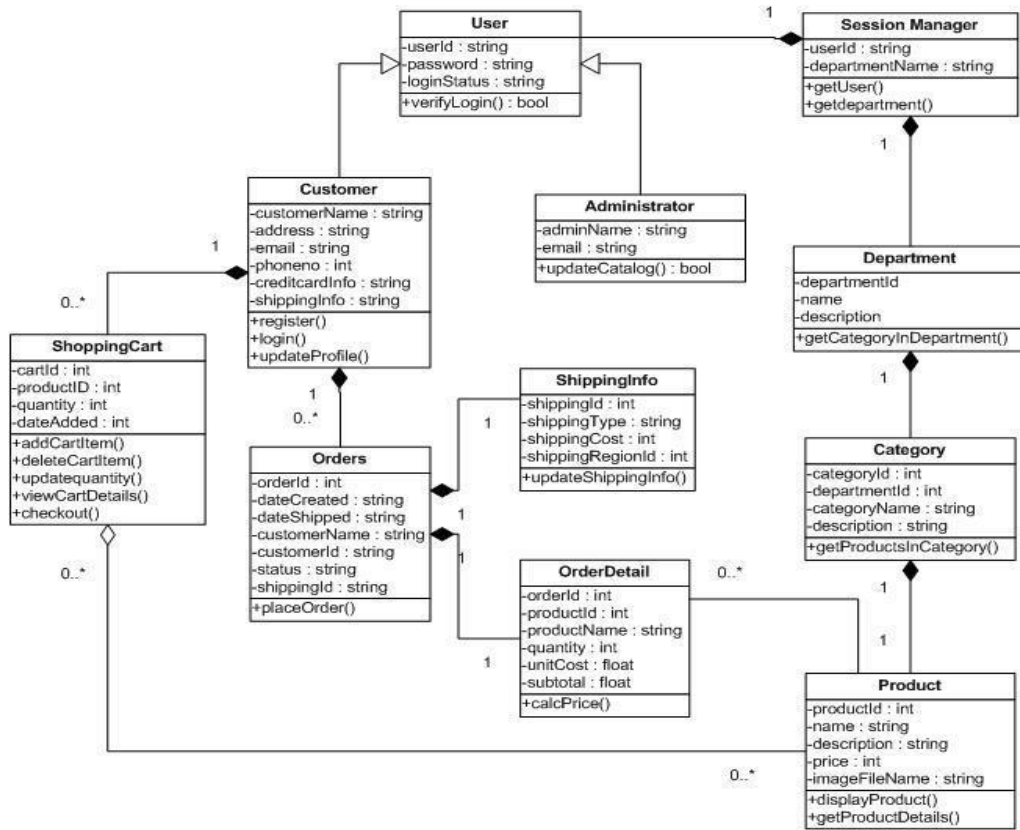 User
-userId : string
-password : string
-loginStatus : string
+verifyLogin() : bool
1
Session Manager
-userId : string
-departmentName : string
+getUser()
+getdepartment()
1
Customer
-customerName : string
-address : string
-email : string
-phoneno : int
-creditcardInfo : string
-shippingInfo : string
+register()
+login()
+updateProfile()
1
0..*
1
0..*
Administrator
-adminName : string
-email : string
+updateCatalog() : bool
Department
-departmentId
-name
-description
+getCategoryInDepartment()
1
ShoppingCart
-cartId : int
-productID : int
-quantity : int
-dateAdded : int
+addCartItem()
+deleteCartItem()
+updatequantity()
+viewCartDetails()
+checkout()
0..*
ShippingInfo
-shippingId : int
-shippingType : string
-shippingCost : int
-shippingRegionId : int
+updateShippingInfo()
1
1
Orders
-orderId : int
-dateCreated : string
-dateShipped : string
-customerName : string
-customerId : string
-status : string
-shippingId : string
+placeOrder()
1
1
Category
-categoryId : int
-departmentId : int
-categoryName : string
-description : string
+getProductsInCategory()
1
OrderDetail
-orderId : int
-productId : int
-productName : string
-quantity : int
-unitCost : float
-subtotal : float
+calcPrice()
0..*
1
Product
-productId : int
-name : string
-description : string
-price : int
-imageFileName : string
+displayProduct()
+getProductDetails()
0..*